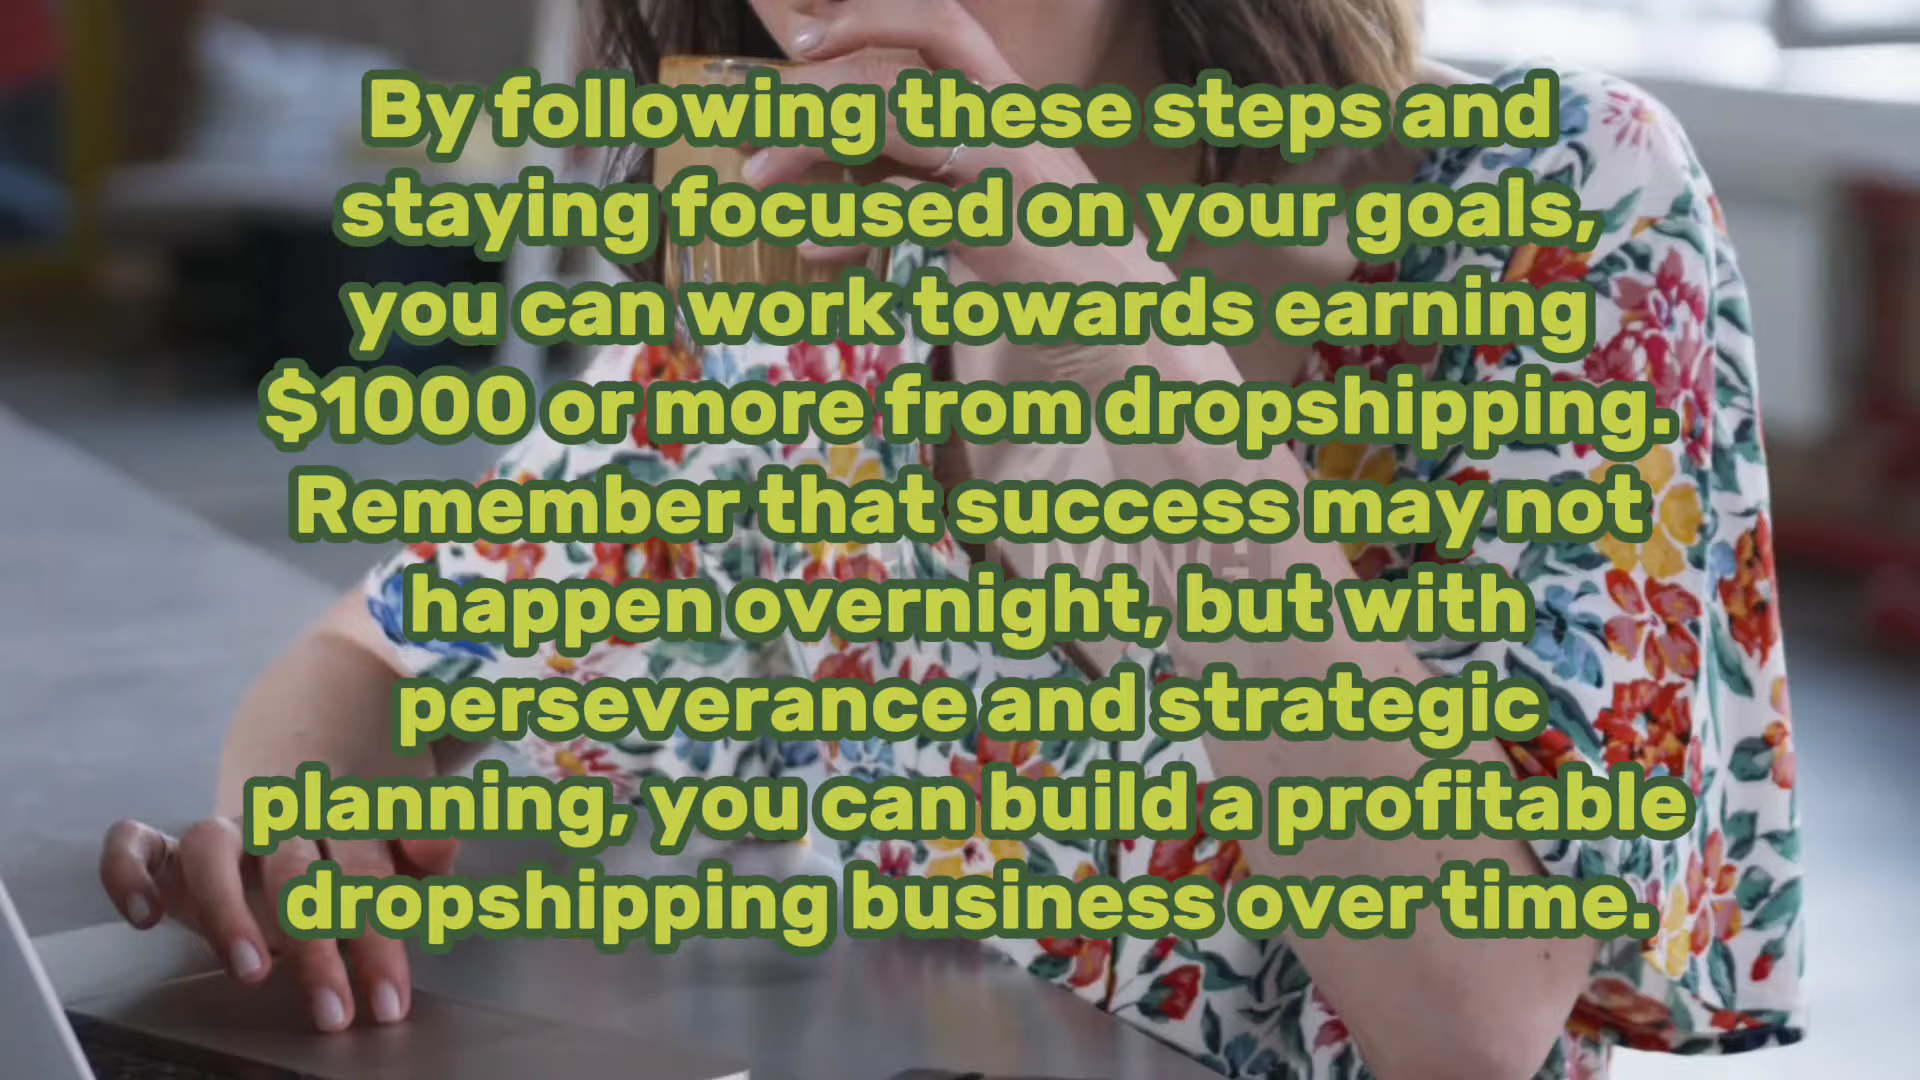 By following these steps and
staying focused on your goals,
you can work towards earning
$1000 or more from dropshipping.
Remember that success may not
happen overnight, but with
perseverance and strategic
planning, you can build a profitable
dropshipping business over time.